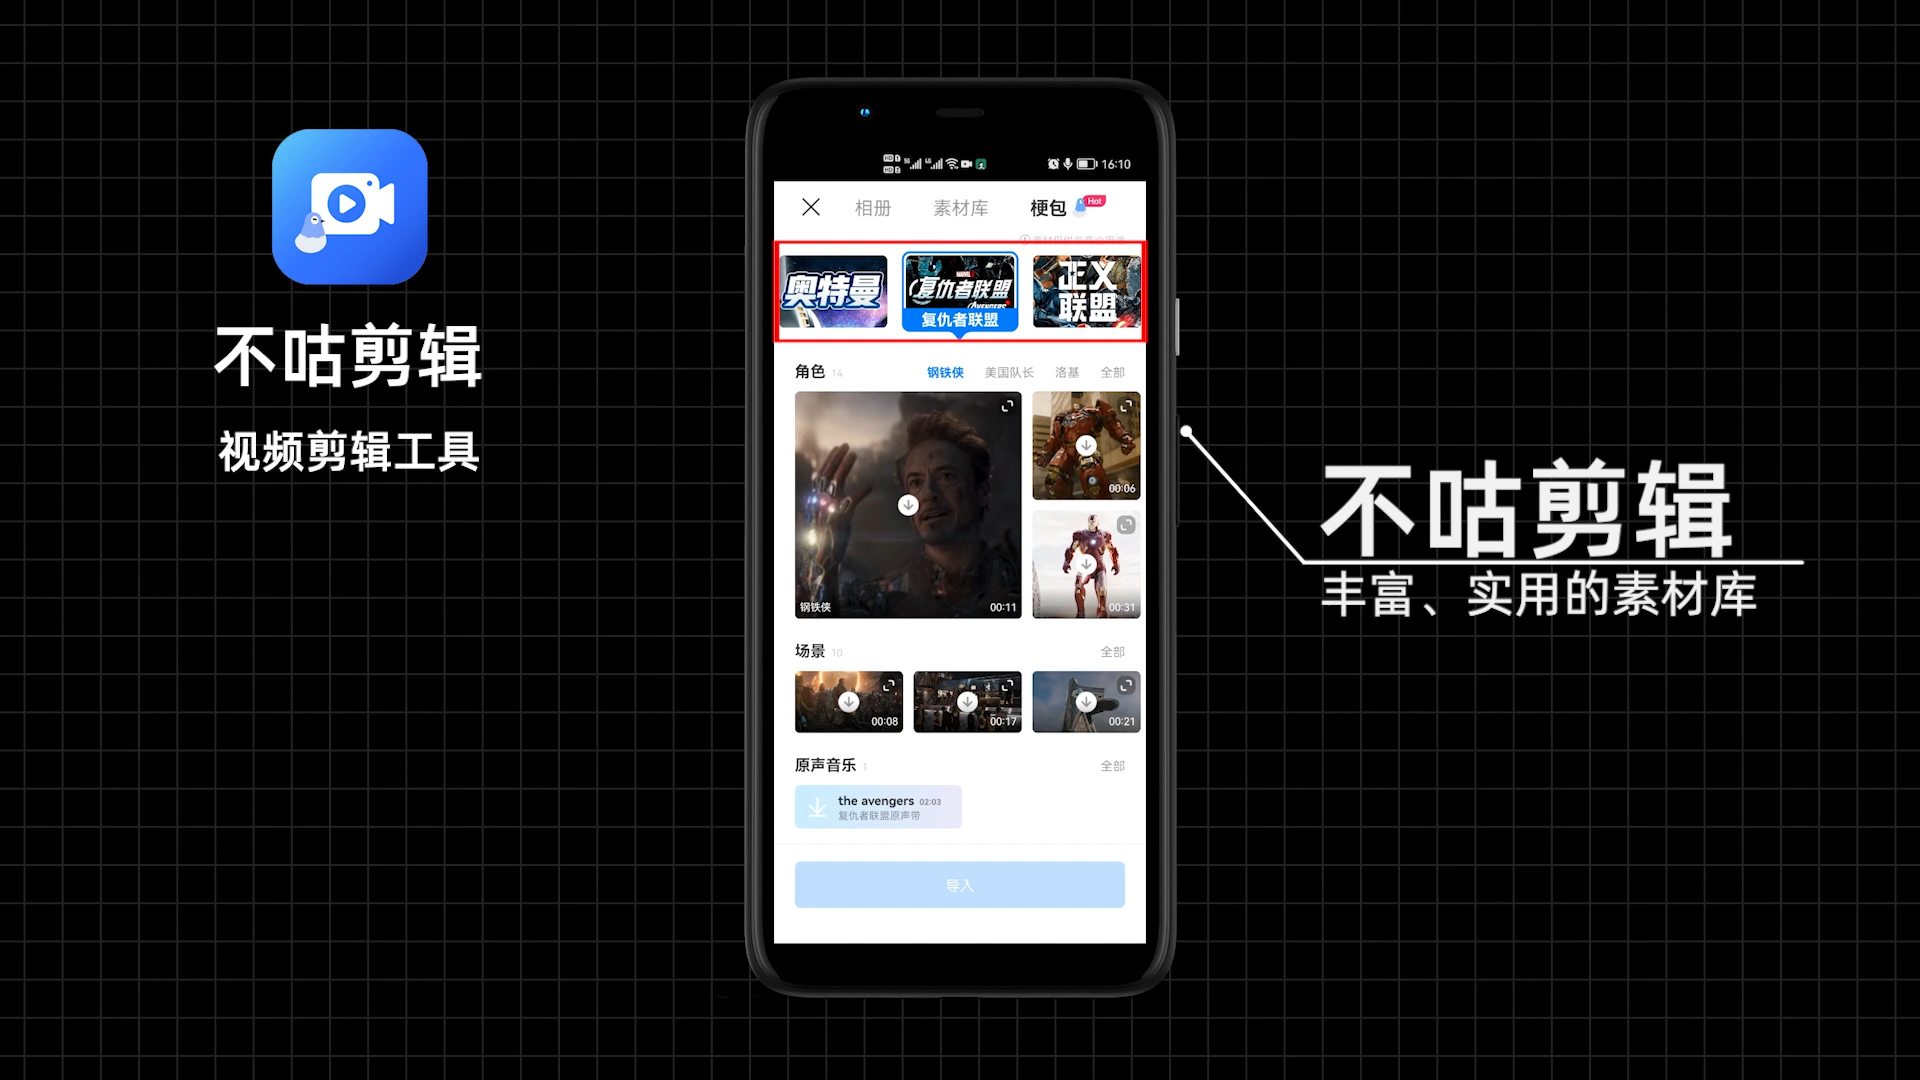 不咕剪辑
视频剪辑工具
16:10
相册 素材库 梗包 Hot
奥特曼
MARVEL
复仇者联盟
AVENGERS
复仇者联盟
正义
联盟
角色 14 钢铁侠 美国队长 洛基 全部
钢铁侠 00:11
00:06
00:31
场景 10 全部
00:08 00:17 00:21
原声音乐 1 全部
the avengers 02:03
复仇者联盟原声带
导入
不咕剪辑
丰富、实用的素材库